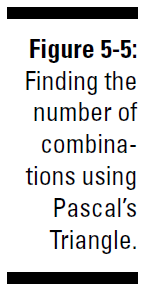 Figure 5-5:
Finding the
number of
combina-
tions using
Pascal's
Triangle.